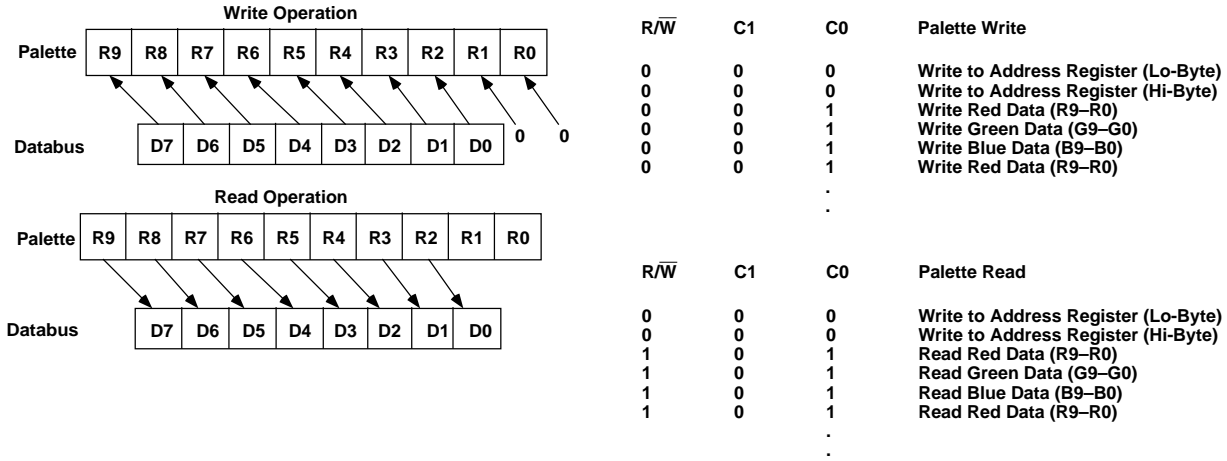 Write Operation
Palette R9 R8 R7 R6 R5 R4 R3 R2 R1 R0
Databus D7 D6 D5 D4 D3 D2 D1 D0 0 0
Read Operation
Palette R9 R8 R7 R6 R5 R4 R3 R2 R1 R0
Databus D7 D6 D5 D4 D3 D2 D1 D0
R/W̅ C1 C0 Palette Write
0 0 0 Write to Address Register (Lo-Byte)
0 0 0 Write to Address Register (Hi-Byte)
0 0 1 Write Red Data (R9–R0)
0 0 1 Write Green Data (G9–G0)
0 0 1 Write Blue Data (B9–B0)
0 0 1 Write Red Data (R9–R0)
.
.
R/W̅ C1 C0 Palette Read
0 0 0 Write to Address Register (Lo-Byte)
0 0 0 Write to Address Register (Hi-Byte)
1 0 1 Read Red Data (R9–R0)
1 0 1 Read Green Data (G9–G0)
1 0 1 Read Blue Data (B9–B0)
1 0 1 Read Red Data (R9–R0)
.
.